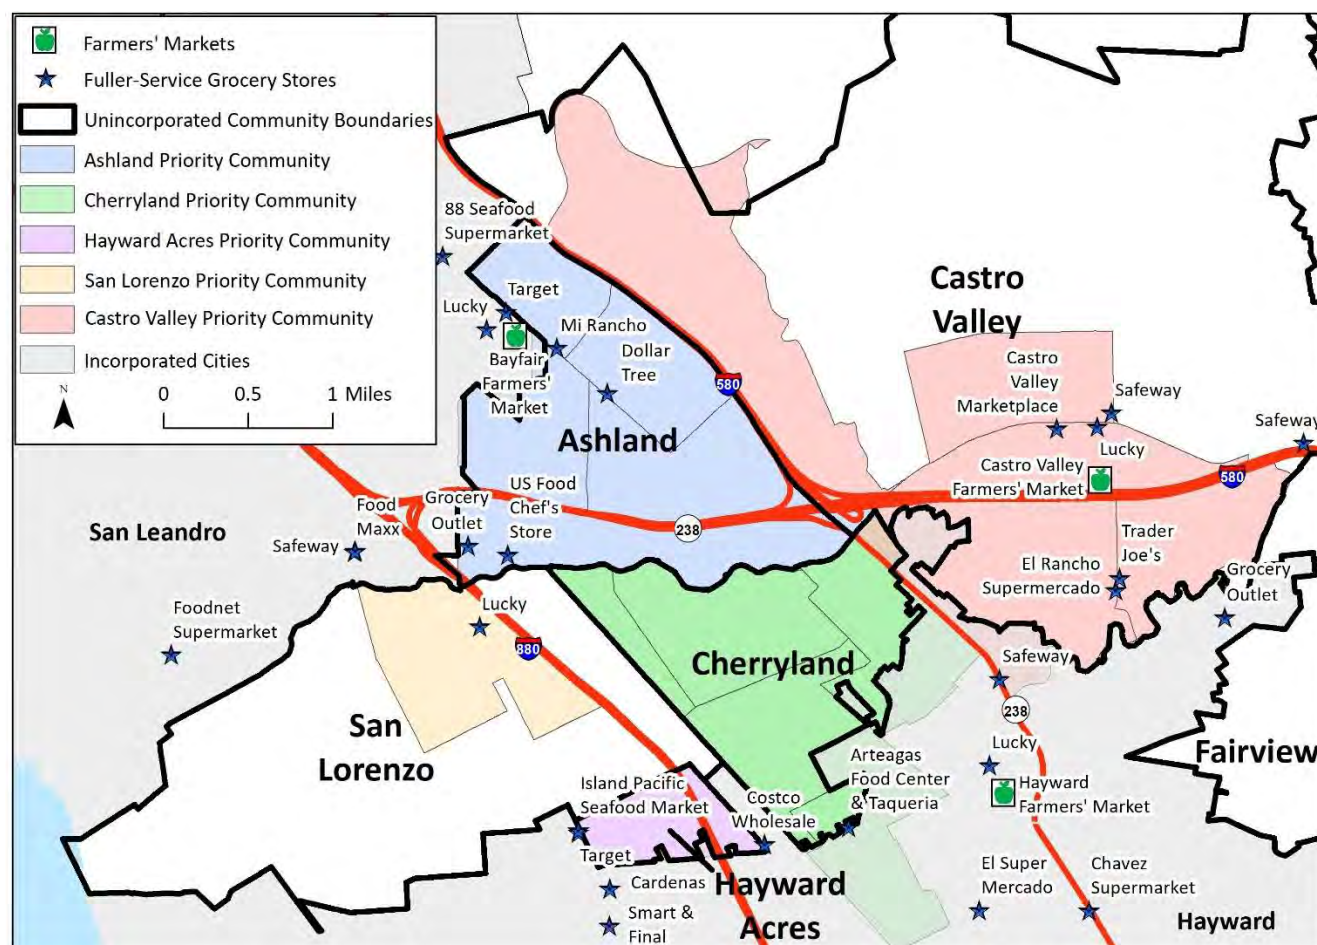 Farmers' Markets
Fuller-Service Grocery Stores
Unincorporated Community Boundaries
Ashland Priority Community
Cherryland Priority Community
Hayward Acres Priority Community
San Lorenzo Priority Community
Castro Valley Priority Community
Incorporated Cities
N
0 0.5 1 Miles
88 Seafood
Supermarket
Target
Lucky
Bayfair
Farmers'
Market
Mi Rancho
Dollar
Tree
Ashland
580
Castro
Valley
Castro
Valley
Marketplace
Safeway
Lucky
Safeway
Castro Valley
Farmers' Market
580
San Leandro
Food
Maxx
Safeway
Grocery
Outlet
US Food
Chef's
Store
238
Trader
Joe's
El Rancho
Supermercado
Grocery
Outlet
Foodnet
Supermarket
Lucky
880
Cherryland
Safeway
238
San
Lorenzo
Fairview
Lucky
Hayward
Farmers' Market
Arteagas
Food Center
& Taqueria
Island Pacific
Seafood Market
Costco
Wholesale
Target
Cardenas
Smart &
Final
Hayward
Acres
El Super
Mercado
Chavez
Supermarket
Hayward